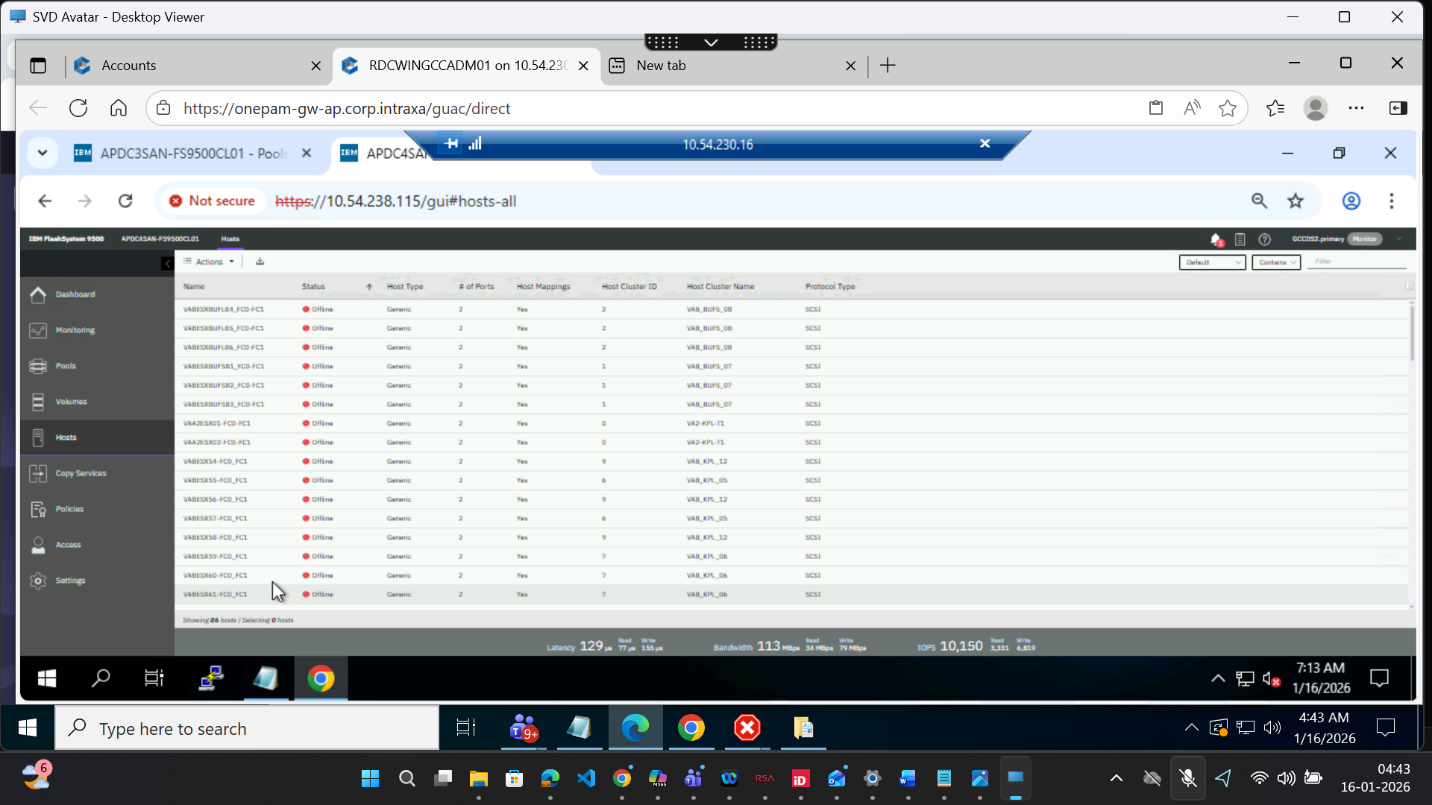 SVD Avatar - Desktop Viewer
Accounts
RDCWINGCCADM01 on 10.54.230
New tab
https://onepam-gw-ap.corp.intraxa/guac/direct
IBM APDC3SAN-FS9500CL01 - Pools
IBM APDC4SAN-
10.54.230.16
Not secure https://10.54.238.115/gui#hosts-all
IBM FlashSystem 9500 APDC4SAN-FS9500CL01 Hosts
GCCOS2.primary Monitor
Actions
Default Contains Filter
Name Status Host Type # of Ports Host Mappings Host Cluster ID Host Cluster Name Protocol Type
Dashboard
Monitoring
Pools
Volumes
Hosts
Copy Services
Policies
Access
Settings
VABESXBUFL84_FC0-FC1 Offline Generic 2 Yes 2 VAB_BUFS_08 SCSI
VABESXBUFL85_FC0-FC1 Offline Generic 2 Yes 2 VAB_BUFS_08 SCSI
VABESXBUFL86_FC0-FC1 Offline Generic 2 Yes 2 VAB_BUFS_08 SCSI
VABESXBUFS81_FC0-FC1 Offline Generic 2 Yes 1 VAB_BUFS_07 SCSI
VABESXBUFS82_FC0-FC1 Offline Generic 2 Yes 1 VAB_BUFS_07 SCSI
VABESXBUFS83_FC0-FC1 Offline Generic 2 Yes 1 VAB_BUFS_07 SCSI
VAA2ESX01-FC0-FC1 Offline Generic 2 Yes 0 VA2-KPL-T1 SCSI
VAA2ESX02-FC0-FC1 Offline Generic 2 Yes 0 VA2-KPL-T1 SCSI
VABESX54-FC0_FC1 Offline Generic 2 Yes 9 VAB_KPL_12 SCSI
VABESX55-FC0_FC1 Offline Generic 2 Yes 6 VAB_KPL_05 SCSI
VABESX56-FC0_FC1 Offline Generic 2 Yes 9 VAB_KPL_12 SCSI
VABESX57-FC0_FC1 Offline Generic 2 Yes 6 VAB_KPL_05 SCSI
VABESX58-FC0_FC1 Offline Generic 2 Yes 9 VAB_KPL_12 SCSI
VABESX59-FC0_FC1 Offline Generic 2 Yes 7 VAB_KPL_06 SCSI
VABESX60-FC0_FC1 Offline Generic 2 Yes 7 VAB_KPL_06 SCSI
VABESX61-FC0_FC1 Offline Generic 2 Yes 7 VAB_KPL_06 SCSI
Showing 86 hosts | Selecting 0 hosts
Latency 129 µs Read 77 µs Write 155 µs
Bandwidth 113 MBps Read 34 MBps Write 79 MBps
IOPS 10,150 Read 3,331 Write 6,819
7:13 AM
1/16/2026
Type here to search
9+
4:43 AM
1/16/2026
6
M365
RSA
iD
04:43
16-01-2026